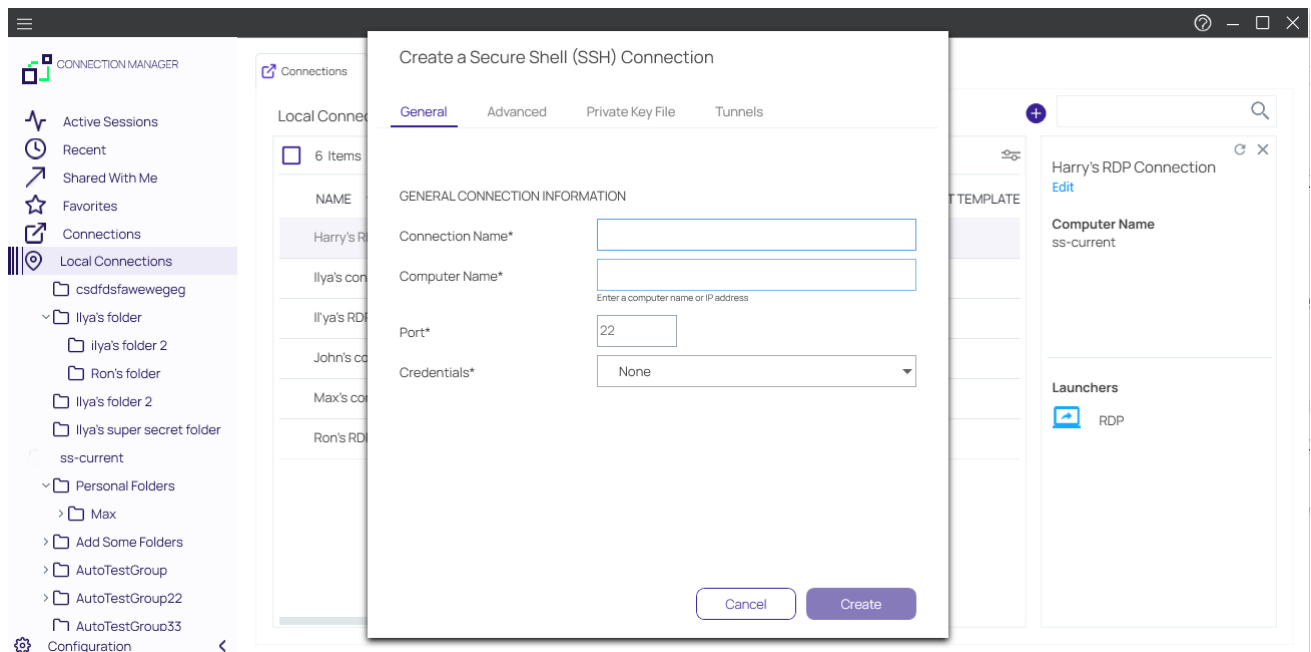 CONNECTION MANAGER
Active Sessions
Recent
Shared With Me
Favorites
Connections
Local Connections
csdfdsfawewegeg
Ilya's folder
ilya's folder 2
Ron's folder
Ilya's folder 2
Ilya's super secret folder
ss-current
Personal Folders
Max
Add Some Folders
AutoTestGroup
AutoTestGroup22
AutoTestGroup33
Configuration
Connections
Local Connec
6 Items
NAME
T TEMPLATE
Harry's R
Ilya's con
Il'ya's RDP
John's co
Max's con
Ron's RDP
Create a Secure Shell (SSH) Connection
General Advanced Private Key File Tunnels
GENERAL CONNECTION INFORMATION
Connection Name*
Computer Name*
Enter a computer name or IP address
Port* 22
Credentials* None
Cancel Create
Harry's RDP Connection
Edit
Computer Name
ss-current
Launchers
RDP